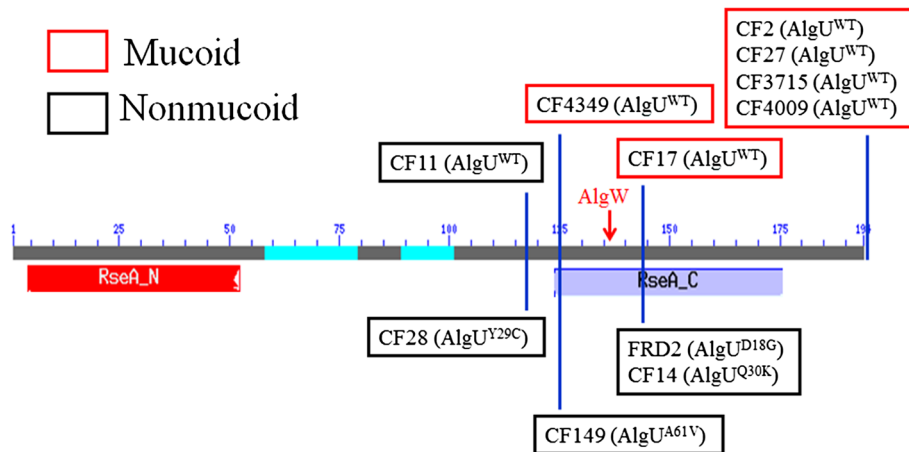 Mucoid
Nonmucoid
CF2 (AlgU^WT)
CF27 (AlgU^WT)
CF3715 (AlgU^WT)
CF4009 (AlgU^WT)
CF4349 (AlgU^WT)
CF11 (AlgU^WT)
CF17 (AlgU^WT)
AlgW
1 25 50 75 100 125 150 175 194
RseA_N
RseA_C
CF28 (AlgU^Y29C)
FRD2 (AlgU^D18G)
CF14 (AlgU^Q30K)
CF149 (AlgU^A61V)